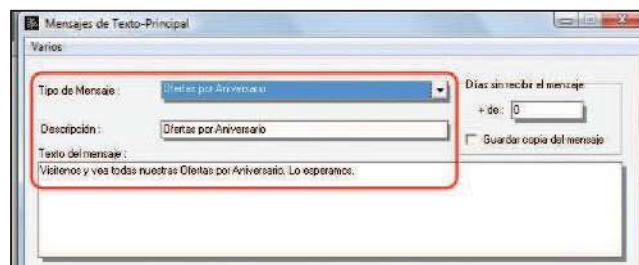 Mensajes de Texto-Principal
Varios
Tipo de Mensaje :
Ofertas por Aniversario
Días sin recibir el mensaje
+ de : 0
Descripción :
Ofertas por Aniversario
Guardar copia del mensaje
Texto del mensaje :
Visitenos y vea todas nuestras Ofertas por Aniversario. Lo esperamos.